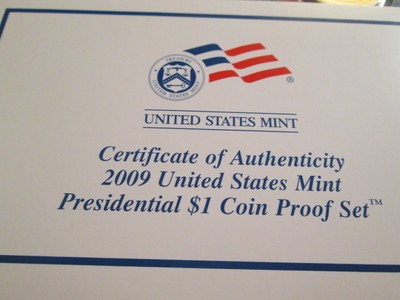 ®
UNITED STATES MINT
Certificate of Authenticity
2009 United States Mint
Presidential $1 Coin Proof Set™